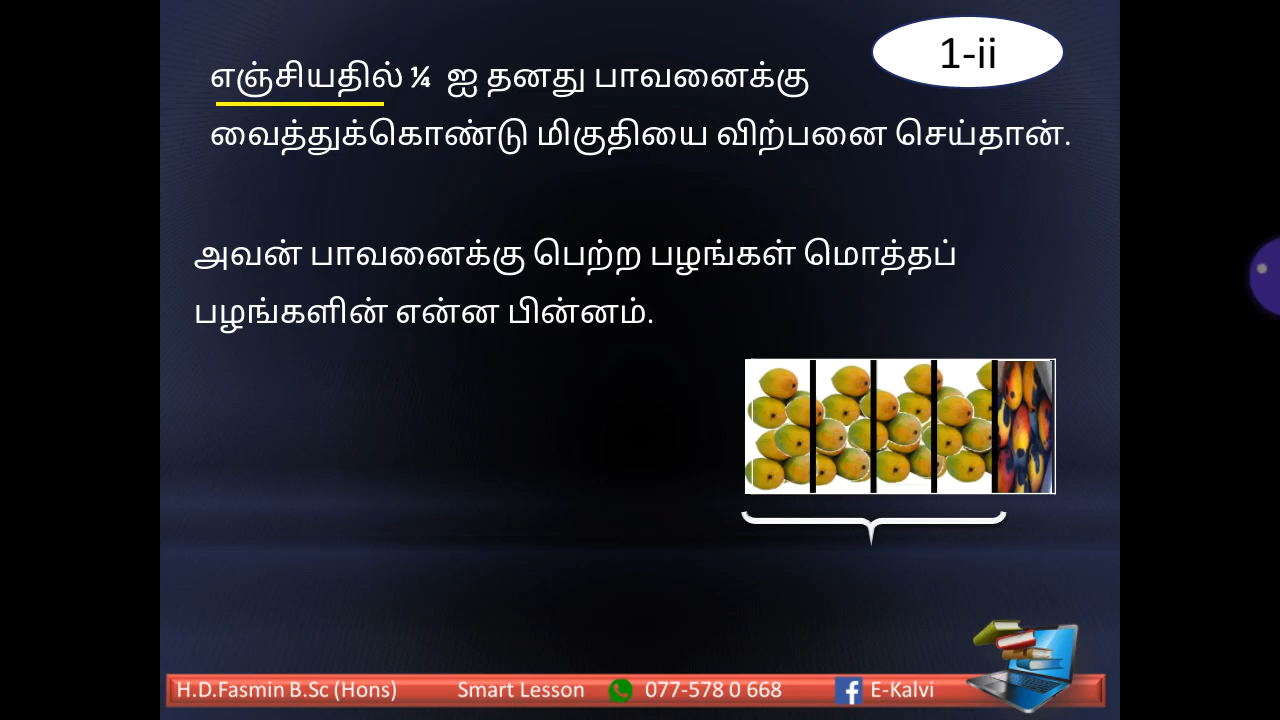 1-ii
எஞ்சியதில் ¼ ஐ தனது பாவனைக்கு
வைத்துக்கொண்டு மிகுதியை விற்பனை செய்தான்.
அவன் பாவனைக்கு பெற்ற பழங்கள் மொத்தப்
பழங்களின் என்ன பின்னம்.
H.D.Fasmin B.Sc (Hons) Smart Lesson 077-578 0 668 E-Kalvi